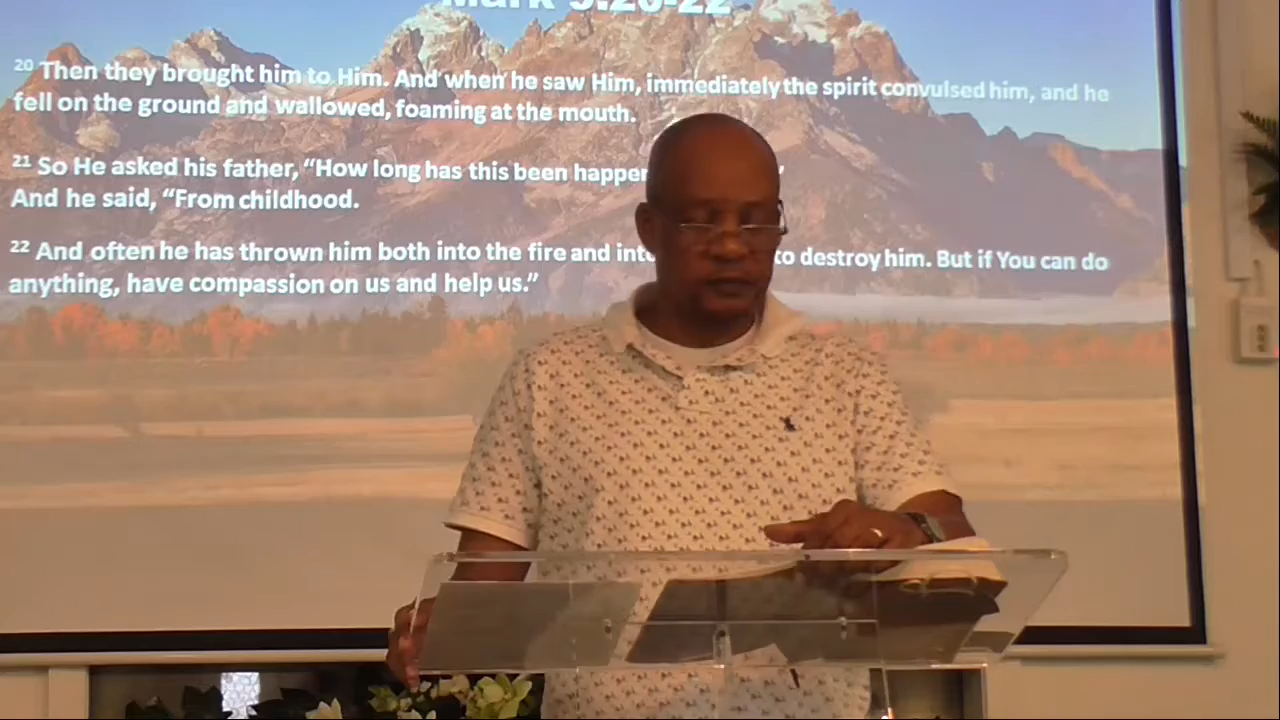 Mark 9:20-22
20 Then they brought him to Him. And when he saw Him, immediately the spirit convulsed him, and he
fell on the ground and wallowed, foaming at the mouth.
21 So He asked his father, “How long has this been happen
And he said, “From childhood.
22 And often he has thrown him both into the fire and into to destroy him. But if You can do
anything, have compassion on us and help us.”